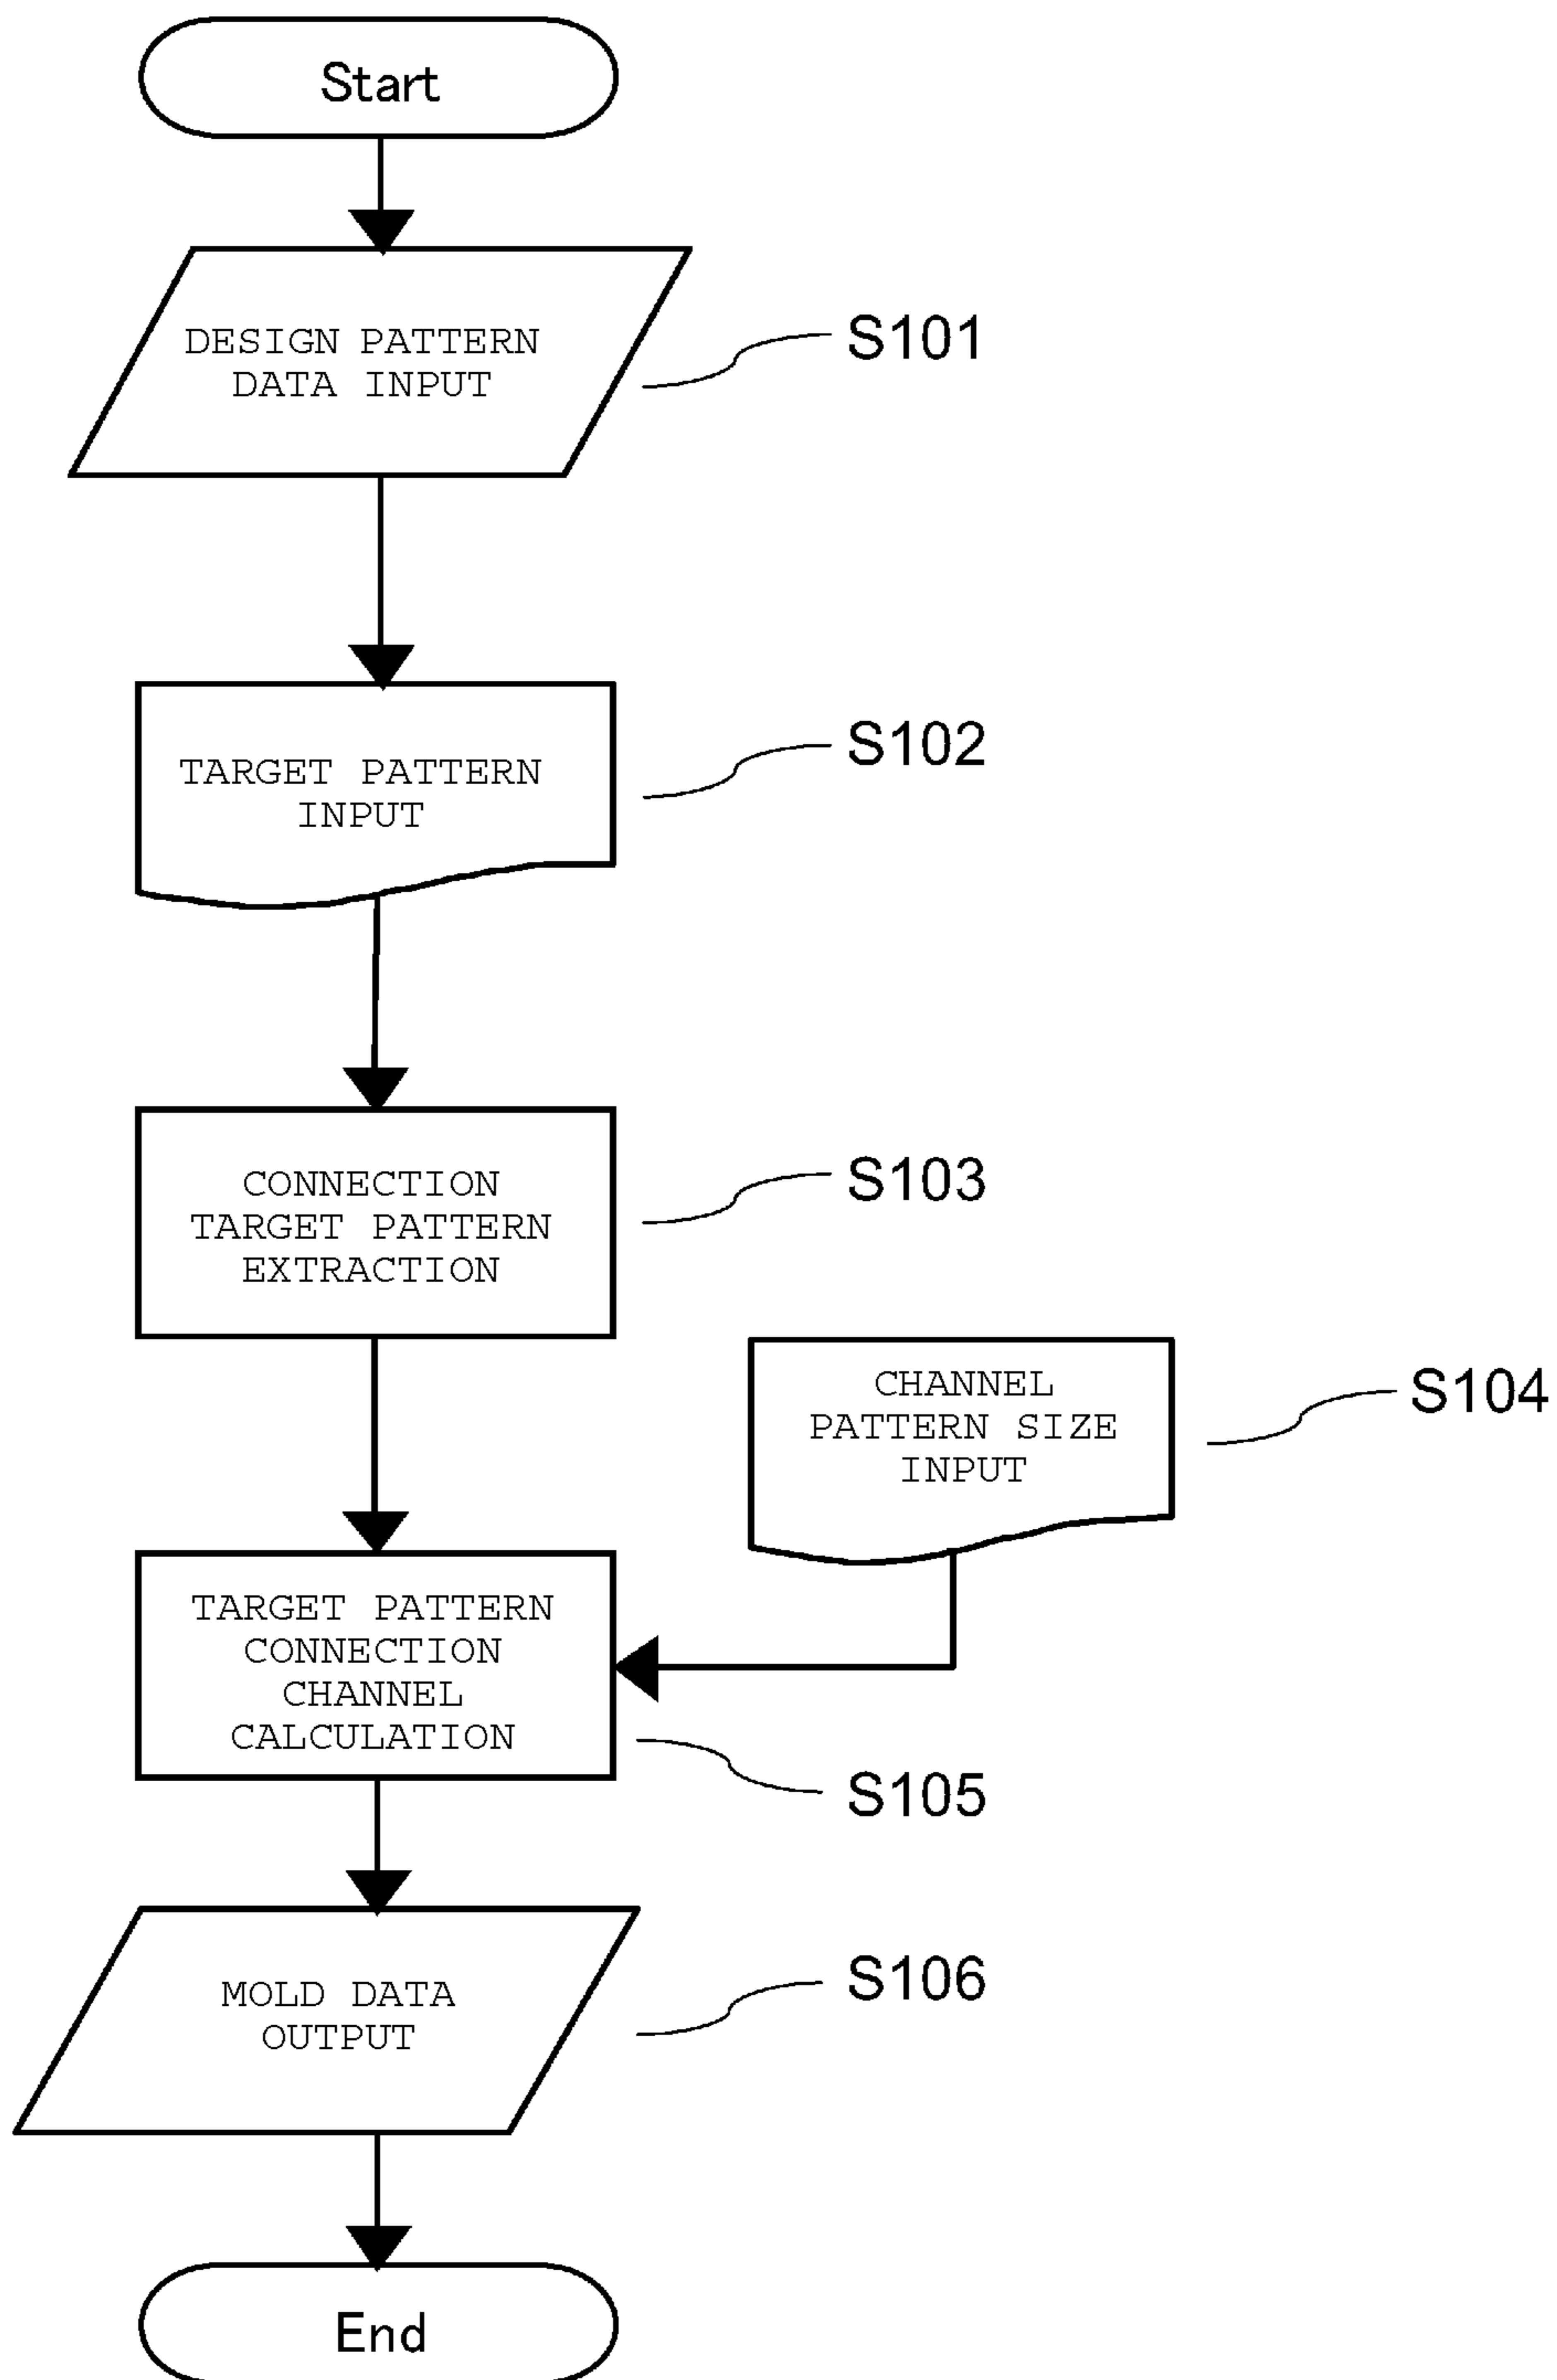 Start
DESIGN PATTERN
DATA INPUT
S101
TARGET PATTERN
INPUT
S102
CONNECTION
TARGET PATTERN
EXTRACTION
S103
CHANNEL
PATTERN SIZE
INPUT
S104
TARGET PATTERN
CONNECTION
CHANNEL
CALCULATION
S105
MOLD DATA
OUTPUT
S106
End